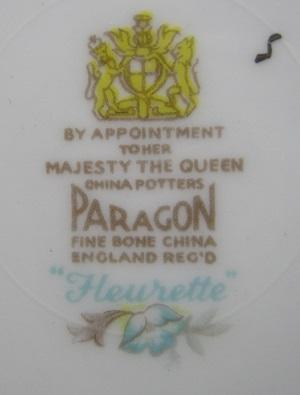 BY APPOINTMENT
TO HER
MAJESTY THE QUEEN
CHINA POTTERS
PARAGON
FINE BONE CHINA
ENGLAND REG'D
"Fleurette"